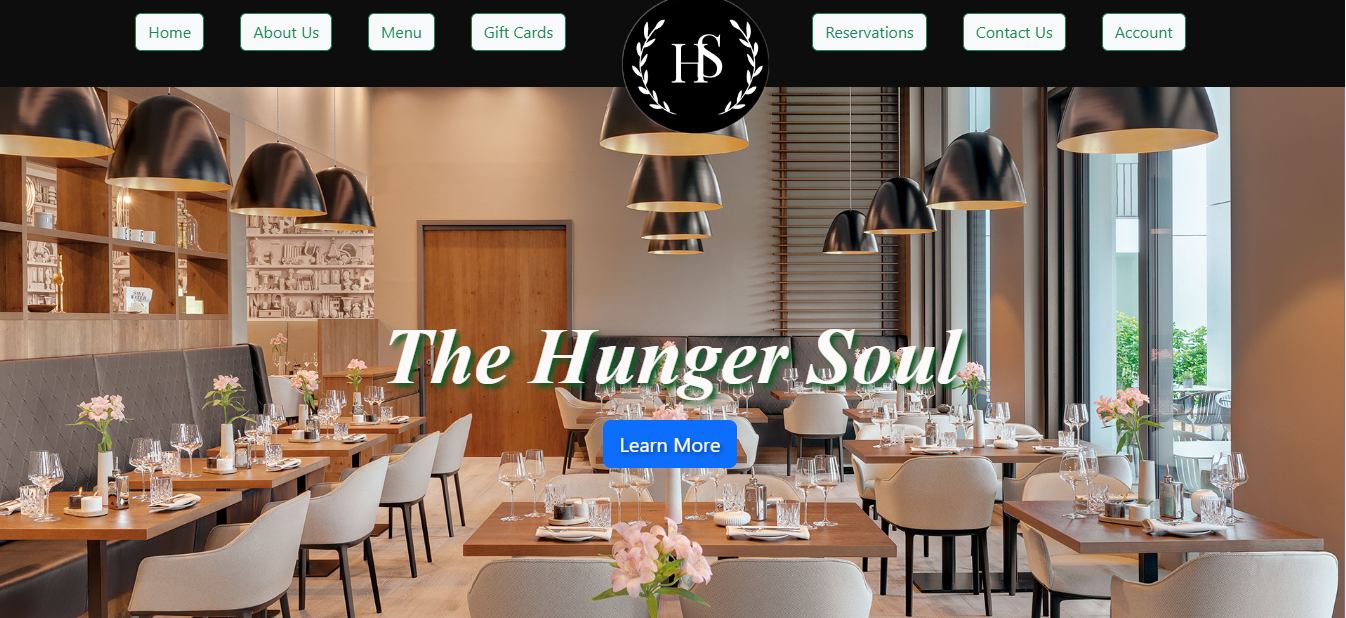 Home
About Us
Menu
Gift Cards
HS
Reservations
Contact Us
Account
The Hunger Soul
Learn More